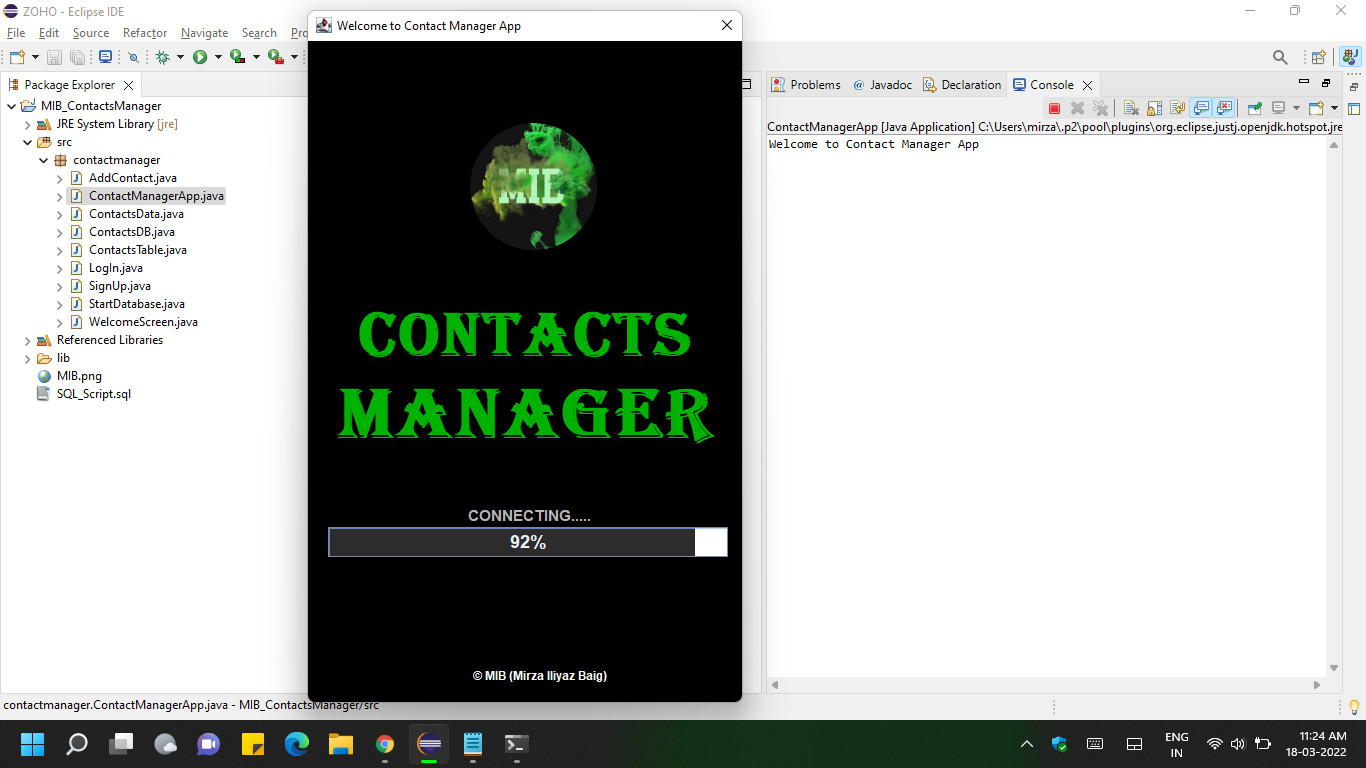 ZOHO - Eclipse IDE
File Edit Source Refactor Navigate Search Pro
Package Explorer
MIB_ContactsManager
JRE System Library [jre]
src
contactmanager
AddContact.java
ContactManagerApp.java
ContactsData.java
ContactsDB.java
ContactsTable.java
LogIn.java
SignUp.java
StartDatabase.java
WelcomeScreen.java
Referenced Libraries
lib
MIB.png
SQL_Script.sql
Welcome to Contact Manager App
MIB
CONTACTS
MANAGER
CONNECTING.....
92%
© MIB (Mirza Iliyaz Baig)
Problems @ Javadoc Declaration Console
ContactManagerApp [Java Application] C:\Users\mirza\.p2\pool\plugins\org.eclipse.justj.openjdk.hotspot.jre
Welcome to Contact Manager App
contactmanager.ContactManagerApp.java - MIB_ContactsManager/src
ENG
IN
11:24 AM
18-03-2022